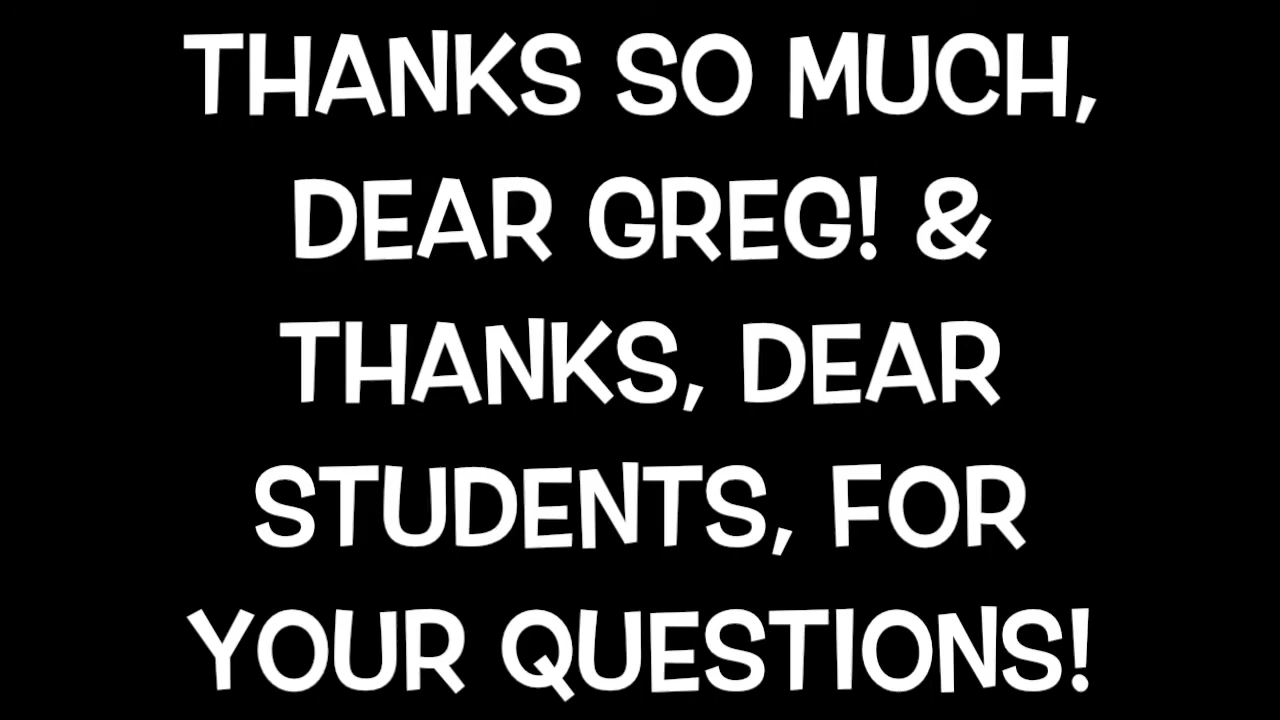 THANKS SO MUCH,
DEAR GREG! &
THANKS, DEAR
STUDENTS, FOR
YOUR QUESTIONS!